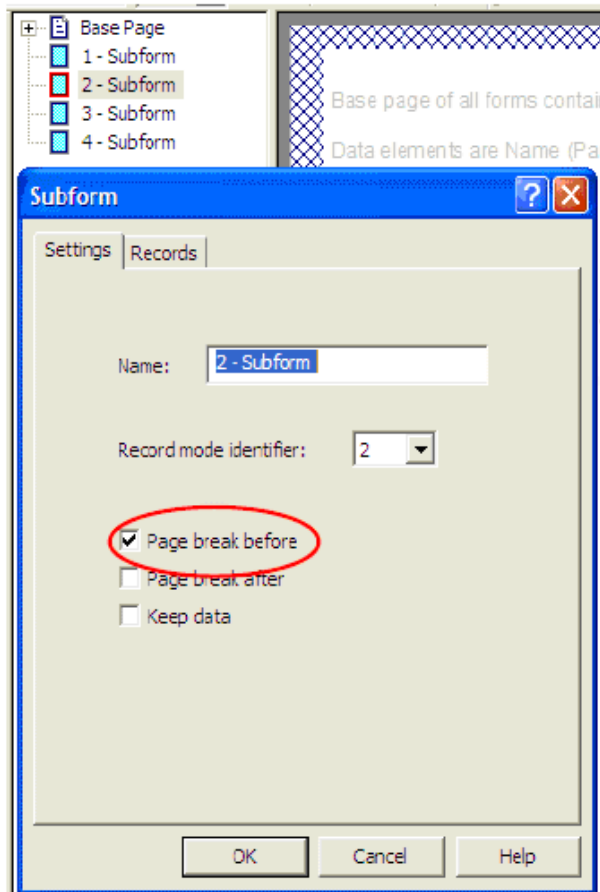 Base Page
1 - Subform
2 - Subform
3 - Subform
4 - Subform
Base page of all forms
Data elements are Name
Subform
Settings Records
Name: 2 - Subform
Record mode identifier: 2
Page break before
Page break after
Keep data
OK Cancel Help